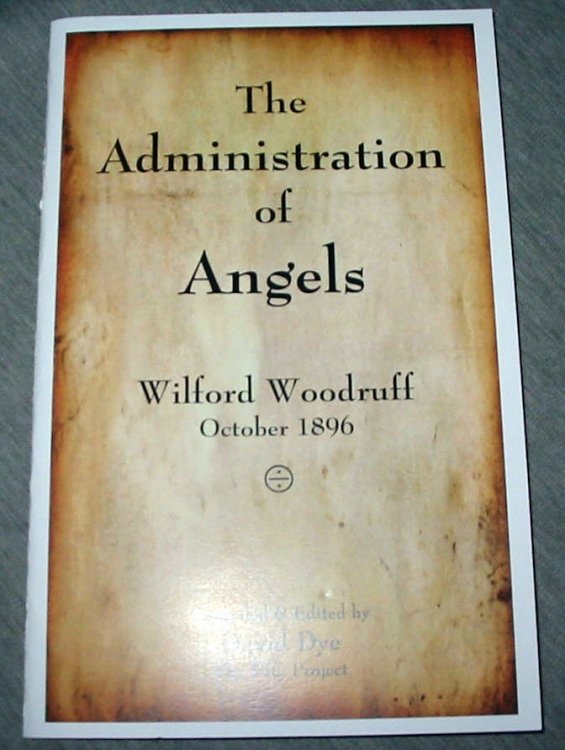 The
Administration
of
Angels
Wilford Woodruff
October 1896
& Edited by
David Dye
Project